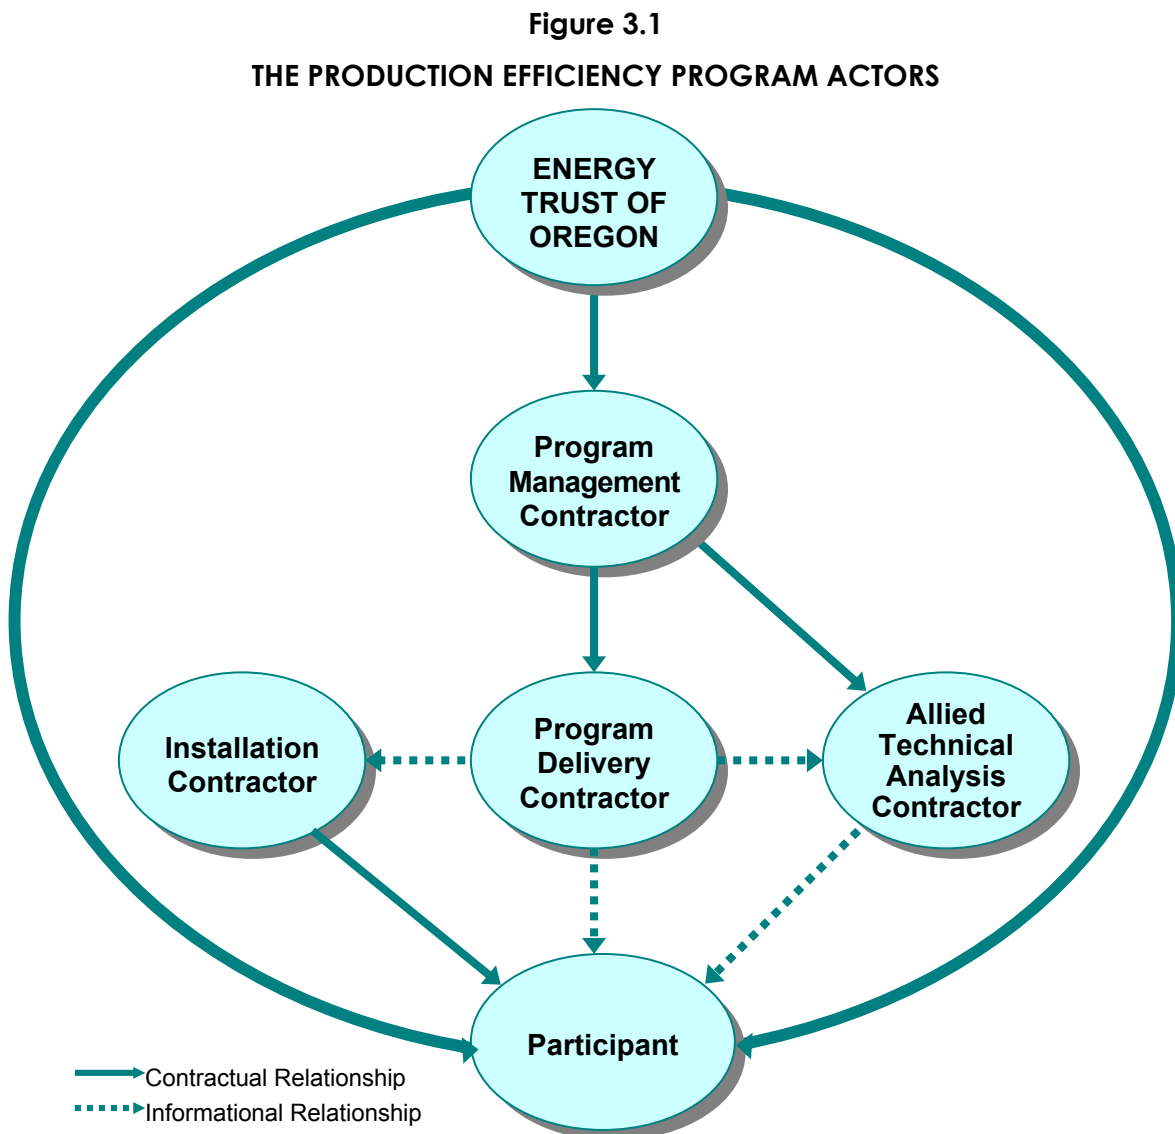 Figure 3.1
THE PRODUCTION EFFICIENCY PROGRAM ACTORS
ENERGY
TRUST OF
OREGON
Program
Management
Contractor
Installation
Contractor
Program
Delivery
Contractor
Allied
Technical
Analysis
Contractor
Participant
Contractual Relationship
Informational Relationship